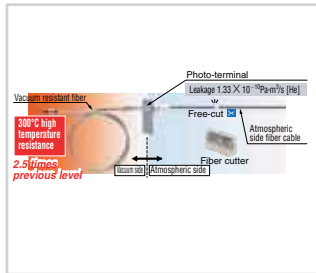 Photo-terminal
Leakage 1.33 × 10⁻¹⁰Pa·m³/s [He]
Vacuum resistant fiber
Free-cut
300°C high
temperature
resistance
Atmospheric
side fiber cable
2.5 times
previous level
Fiber cutter
Vacuum side Atmospheric side